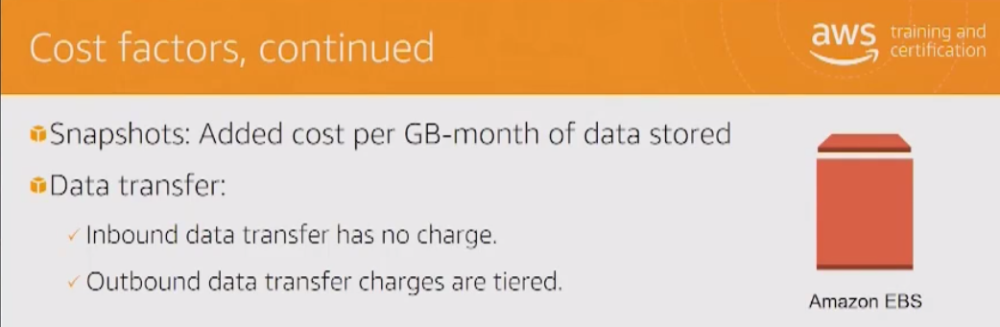 Cost factors, continued
aws training and
certification
Snapshots: Added cost per GB-month of data stored
Data transfer:
✓ Inbound data transfer has no charge.
✓ Outbound data transfer charges are tiered.
Amazon EBS